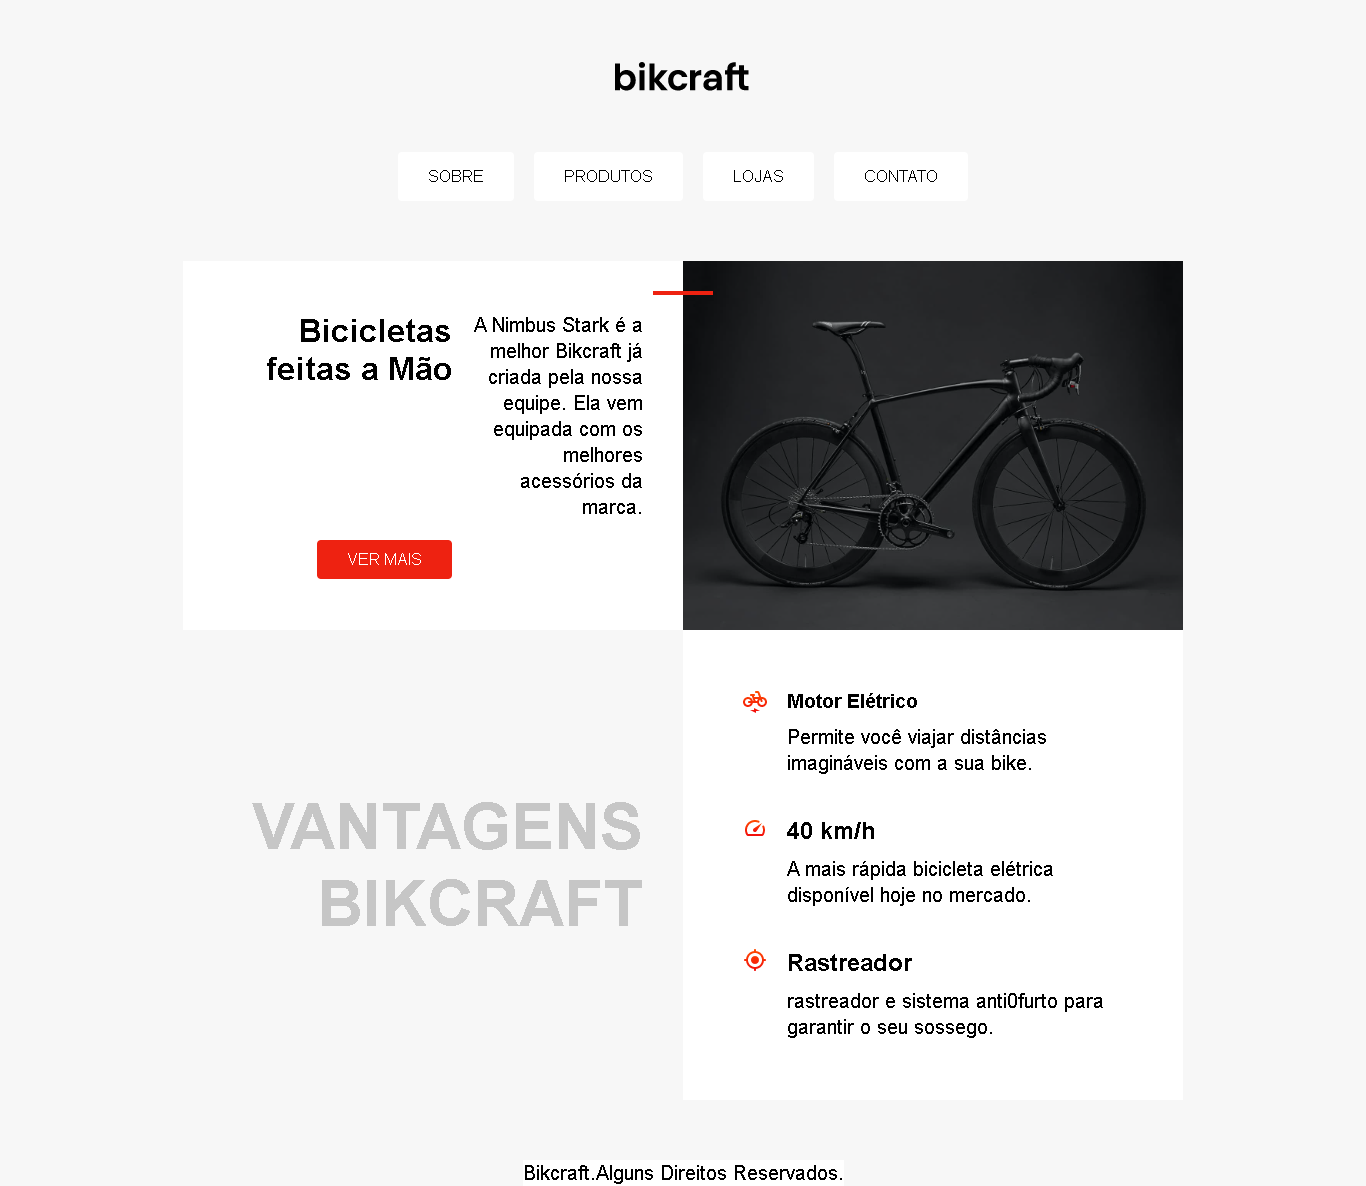 bikcraft
SOBRE
PRODUTOS
LOJAS
CONTATO
Bicicletas
feitas a Mão
A Nimbus Stark é a
melhor Bikcraft já
criada pela nossa
equipe. Ela vem
equipada com os
melhores
acessórios da
marca.
VER MAIS
VANTAGENS
BIKCRAFT
Motor Elétrico
Permite você viajar distâncias
imagináveis com a sua bike.
40 km/h
A mais rápida bicicleta elétrica
disponível hoje no mercado.
Rastreador
rastreador e sistema anti0furto para
garantir o seu sossego.
Bikcraft.Alguns Direitos Reservados.